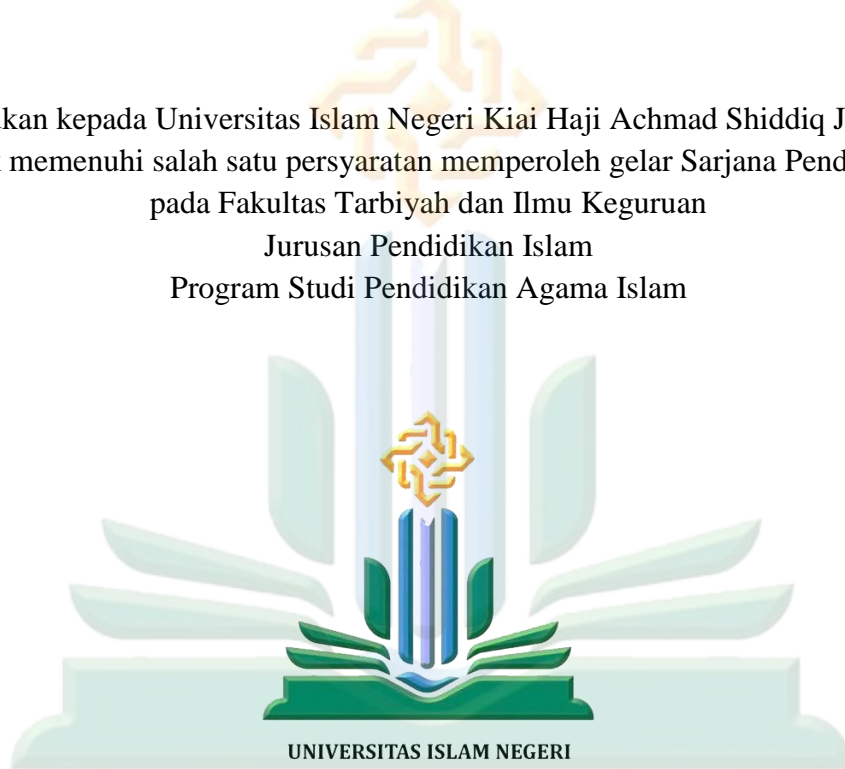 kan kepada Universitas Islam Negeri Kiai Haji Achmad Shiddiq J
memenuhi salah satu persyaratan memperoleh gelar Sarjana Pend
pada Fakultas Tarbiyah dan Ilmu Keguruan
Jurusan Pendidikan Islam
Program Studi Pendidikan Agama Islam
UNIVERSITAS ISLAM NEGERI